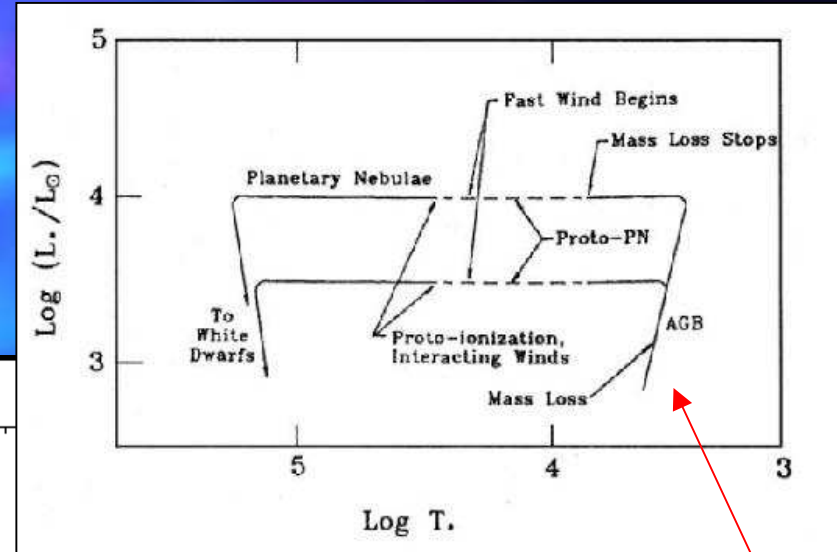 5
Fast Wind Begins
Mass Loss Stops
Planetary Nebulae
4
Proto-PN
Log (L./L⊙)
To
White
Dwarfs
Proto-ionization,
Interacting Winds
AGB
3
Mass Loss
5 4 3
Log T.